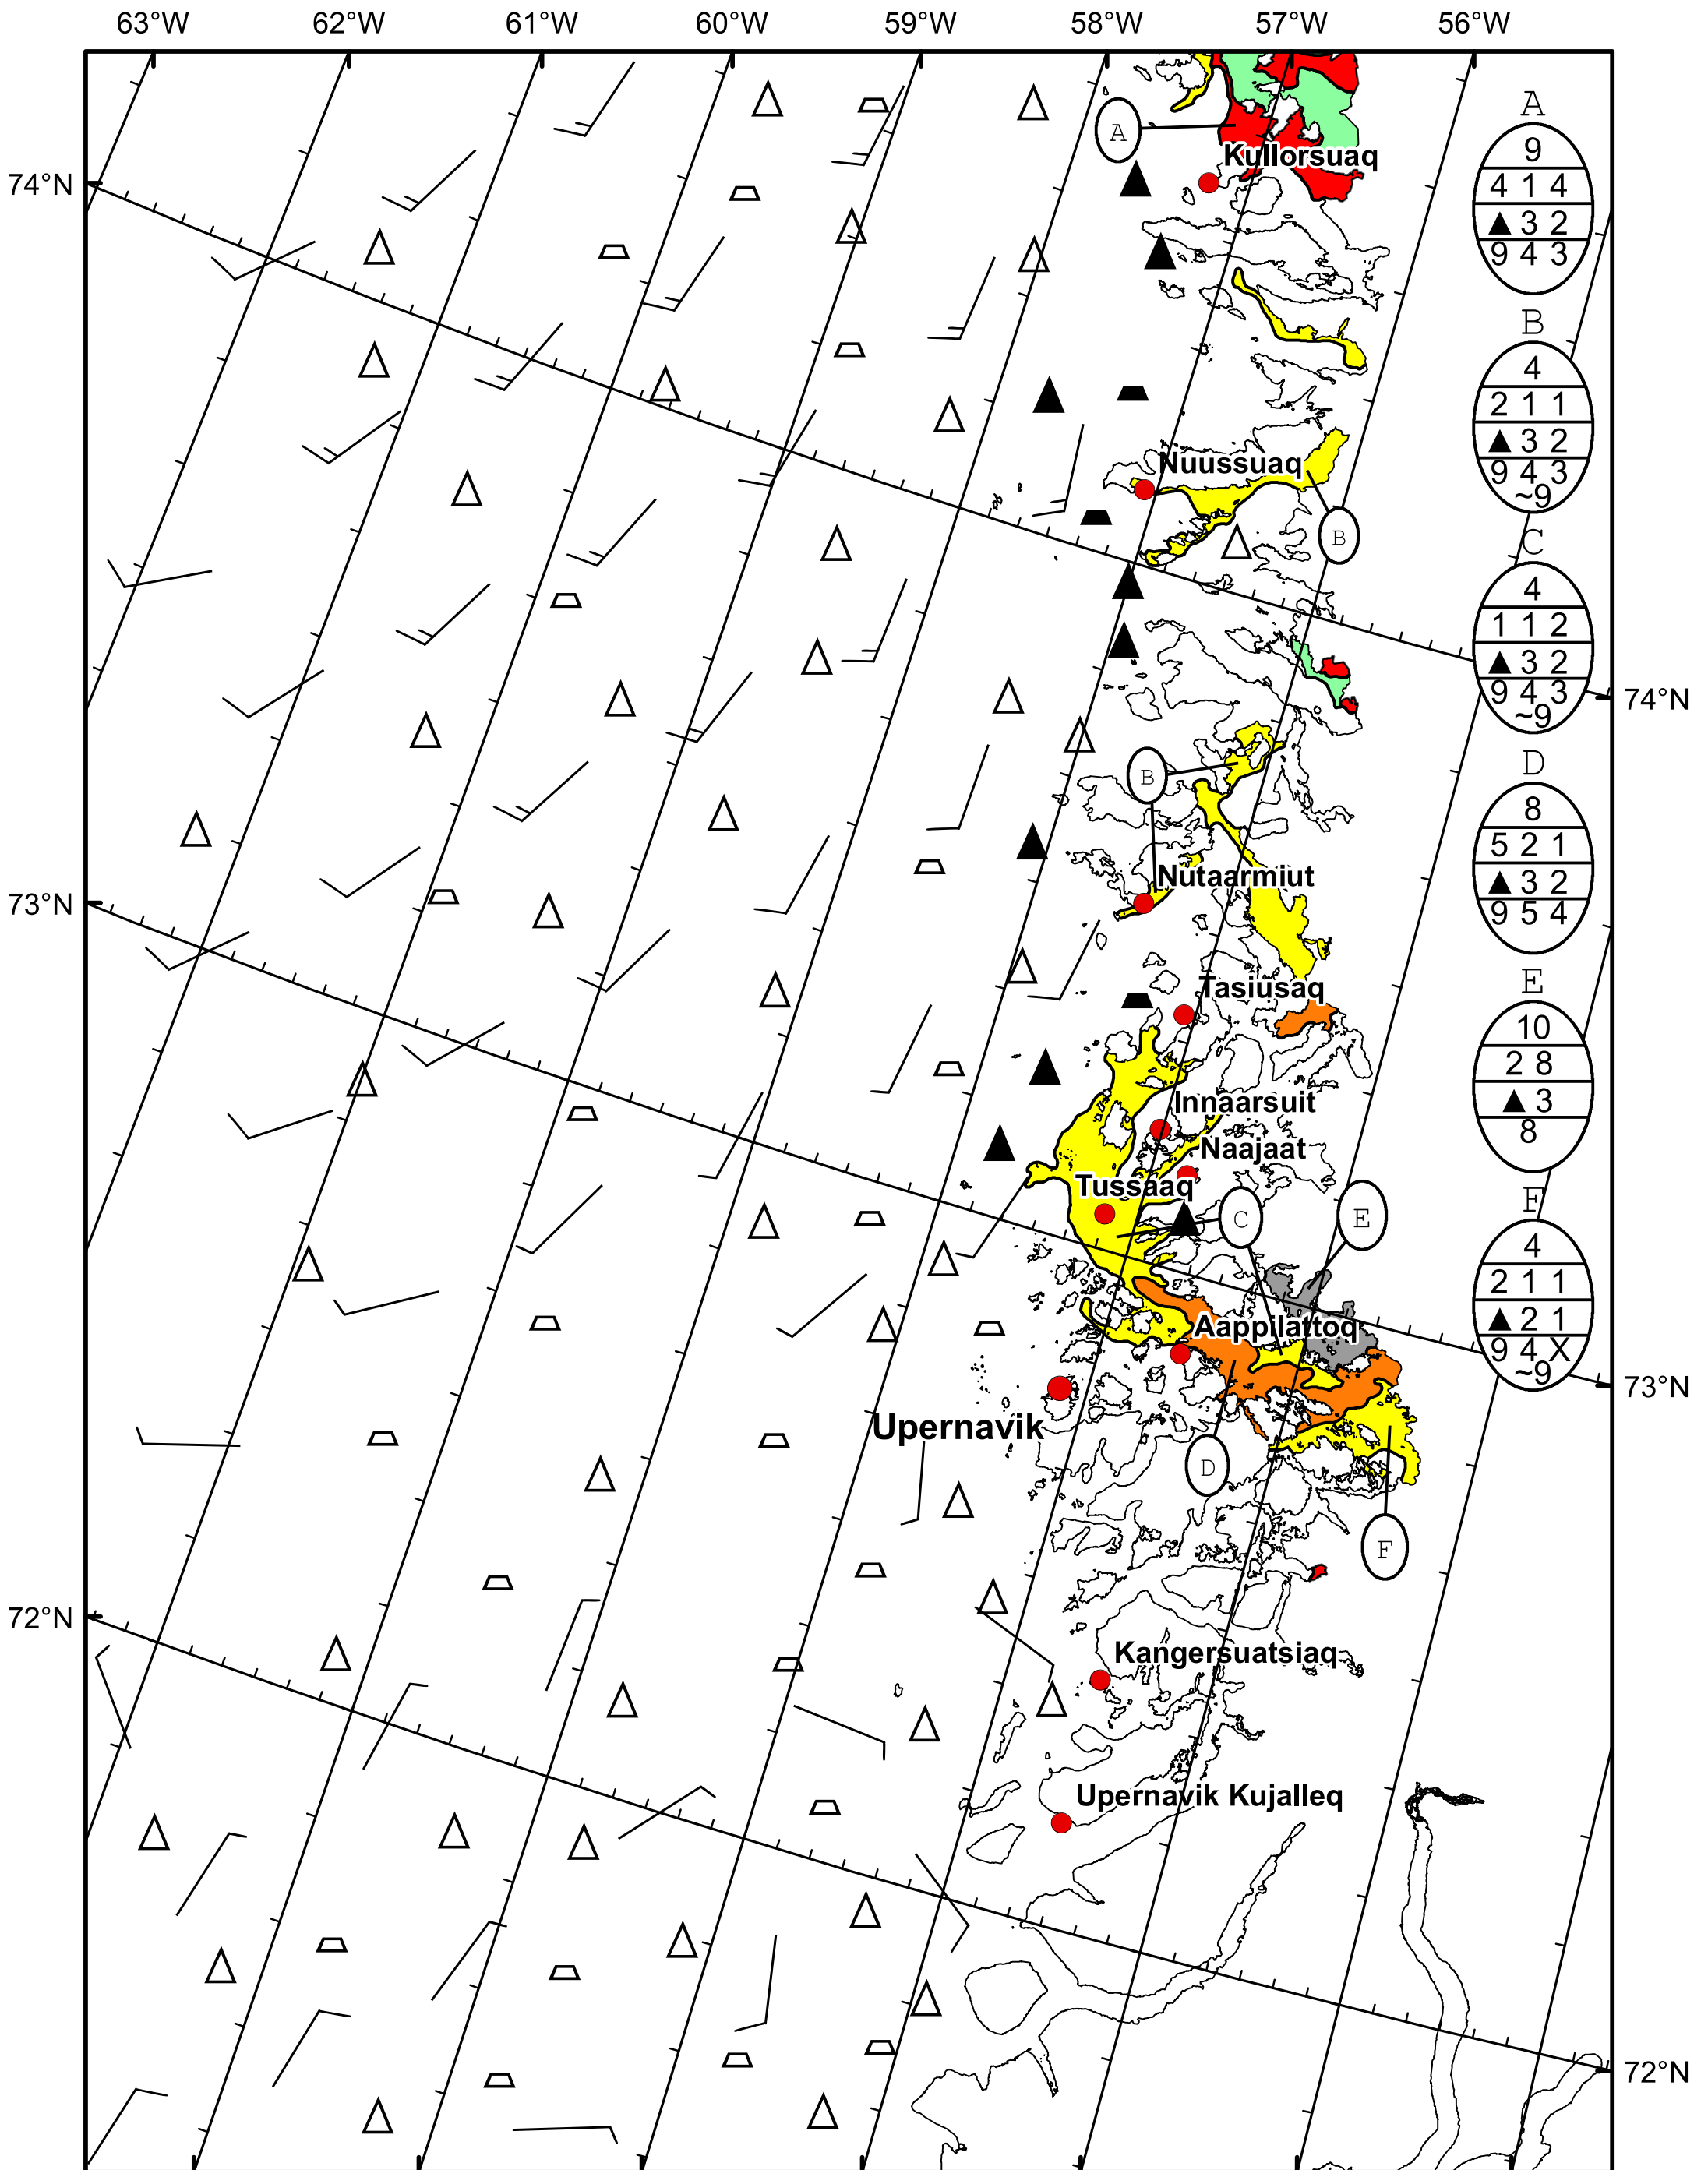 63°W 62°W 61°W 60°W 59°W 58°W 57°W 56°W
A
9
A
Kullorsuaq
4 1 4
74°N
▲ 3 2
9 4 3
B
4
2 1 1
▲ 3 2
Nuussuaq
9 4 3
~9
B
C
4
1 1 2
▲ 3 2
9 4 3
74°N
~9
D
B
8
5 2 1
Nutaarmiut
▲ 3 2
73°N
9 5 4
E
Tasiusaq
10
2 8
Innaarsuit
▲ 3
8
Naajaat
Tussaaq
F
C
E
4
2 1 1
▲ 2 1
Aappilattoq
9 4 X
~9
73°N
Upernavik
D
F
72°N
Kangersuatsiaq
Upernavik Kujalleq
72°N